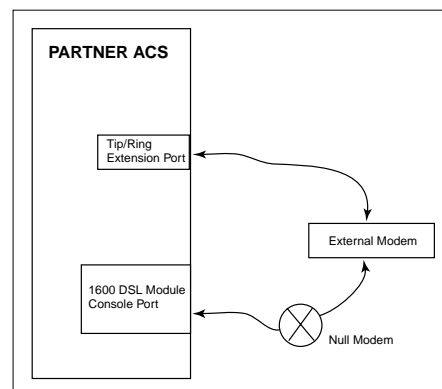 PARTNER ACS
Tip/Ring
Extension Port
External Modem
1600 DSL Module
Console Port
Null Modem